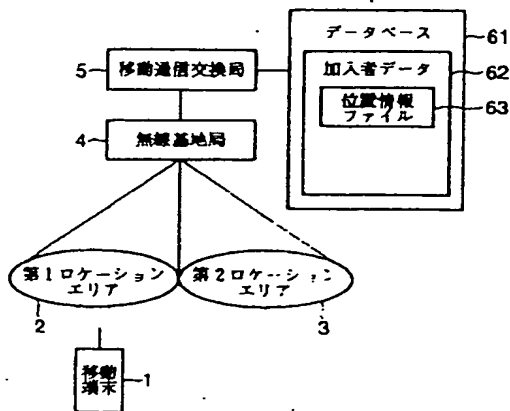 データベース
61
加入者データ
62
位置情報
ファイル
63
5
移動通信交換局
4
無線基地局
第1ロケーション
エリア
第2ロケーション
エリア
2
3
移動
端末
1